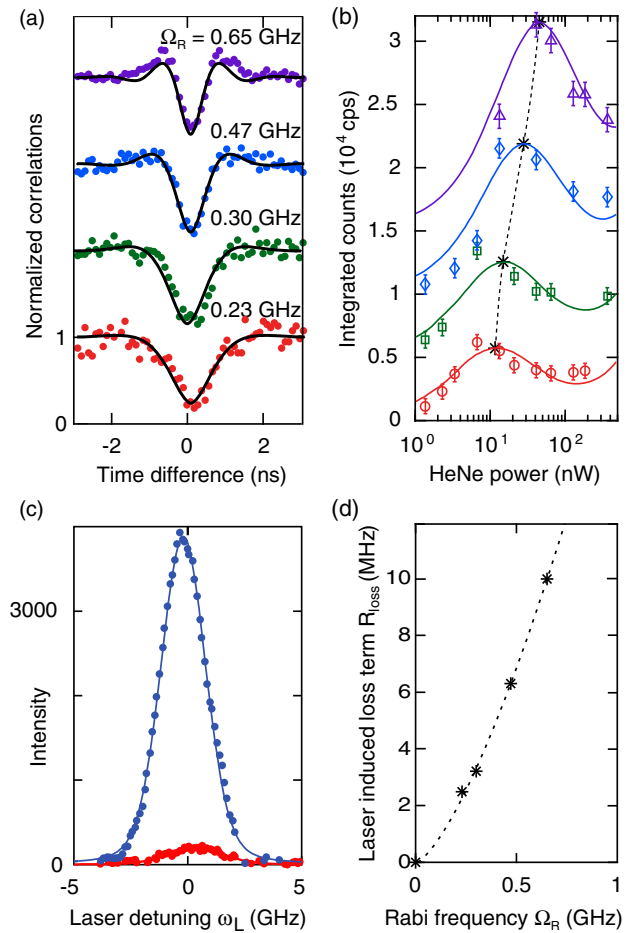 (a)
Ω_R = 0.65 GHz
0.47 GHz
0.30 GHz
0.23 GHz
Normalized correlations
1
0
-2 0 2
Time difference (ns)
(b)
Integrated counts (10^4 cps)
3
2.5
2
1.5
1
0.5
0
10^0 10^1 10^2
HeNe power (nW)
(c)
Intensity
3000
0
-5 0 5
Laser detuning ω_L (GHz)
(d)
Laser induced loss term R_loss (MHz)
10
8
6
4
2
0
0 0.5 1
Rabi frequency Ω_R (GHz)